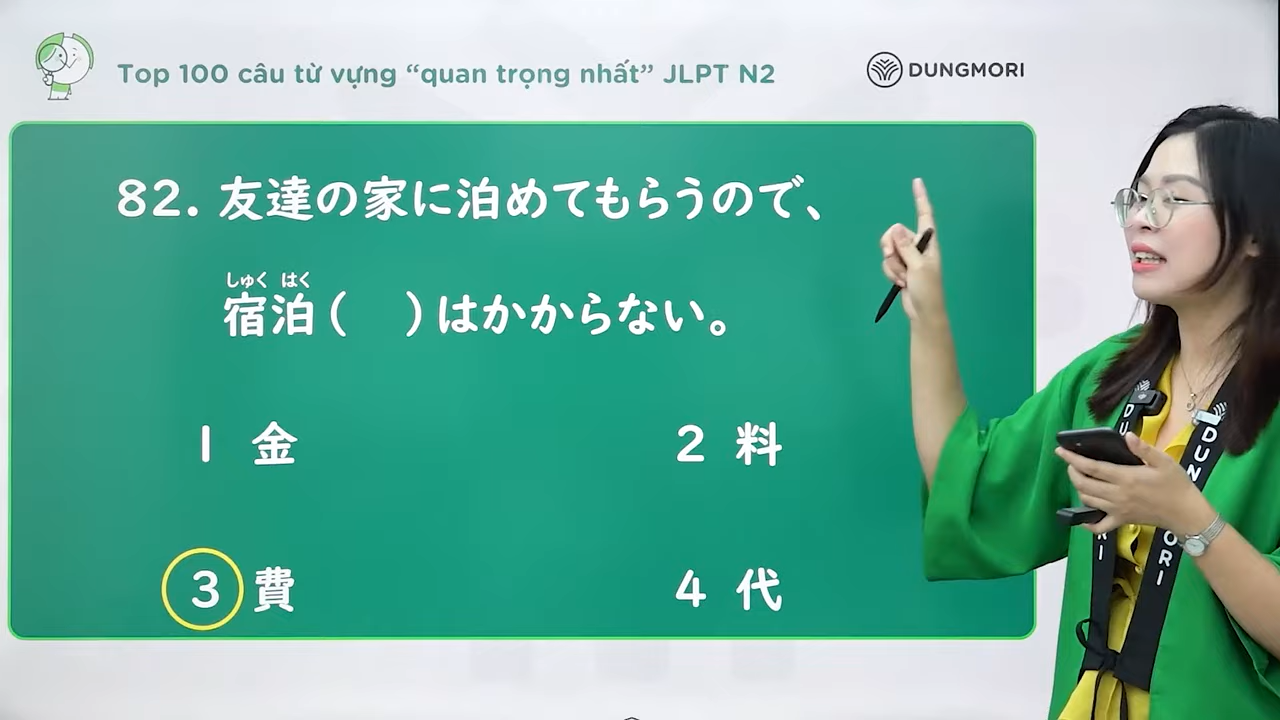 Top 100 câu từ vựng “quan trọng nhất” JLPT N2
DUNGMORI
82. 友達の家に泊めてもらうので、
しゅく はく
宿泊( )はかからない。
1 金
2 料
3 費
4 代